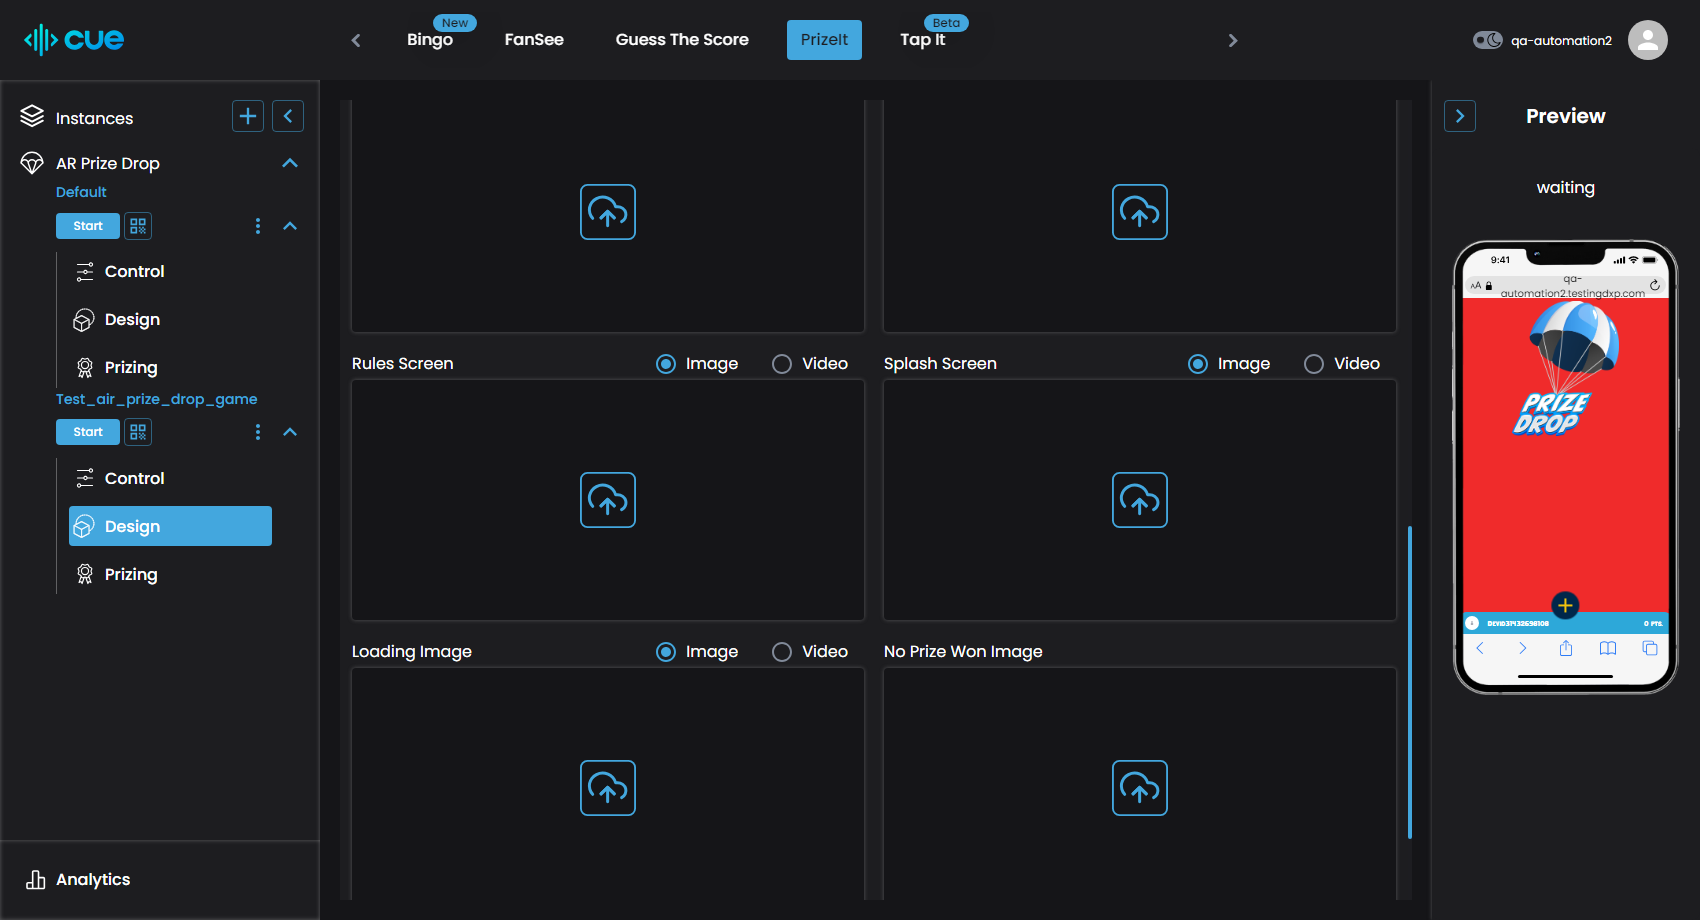 cue
Bingo
New
FanSee
Guess The Score
PrizeIt
Tap It
Beta
qa-automation2
Instances
AR Prize Drop
Default
Start
Control
Design
Prizing
Test_air_prize_drop_game
Start
Control
Design
Prizing
Analytics
Rules Screen
Image
Video
Splash Screen
Image
Video
Loading Image
Image
Video
No Prize Won Image
Preview
waiting
9:41
AA
qa-
automation2.testingdxp.com
PRIZE
DROP
0 PTS.